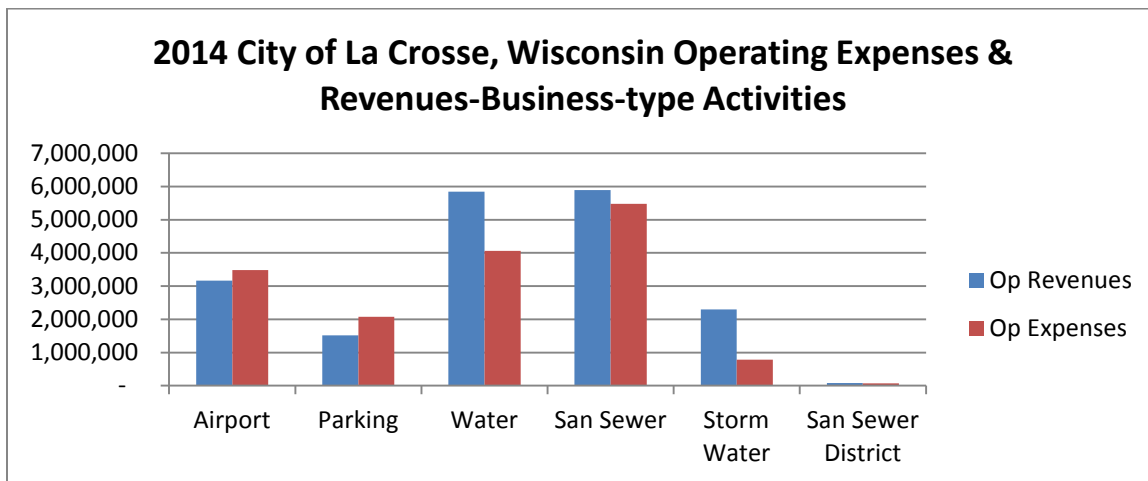 2014 City of La Crosse, Wisconsin Operating Expenses &
Revenues-Business-type Activities
7,000,000
6,000,000
5,000,000
4,000,000
3,000,000
2,000,000
1,000,000
-
Airport
Parking
Water
San Sewer
Storm
Water
San Sewer
District
Op Revenues
Op Expenses